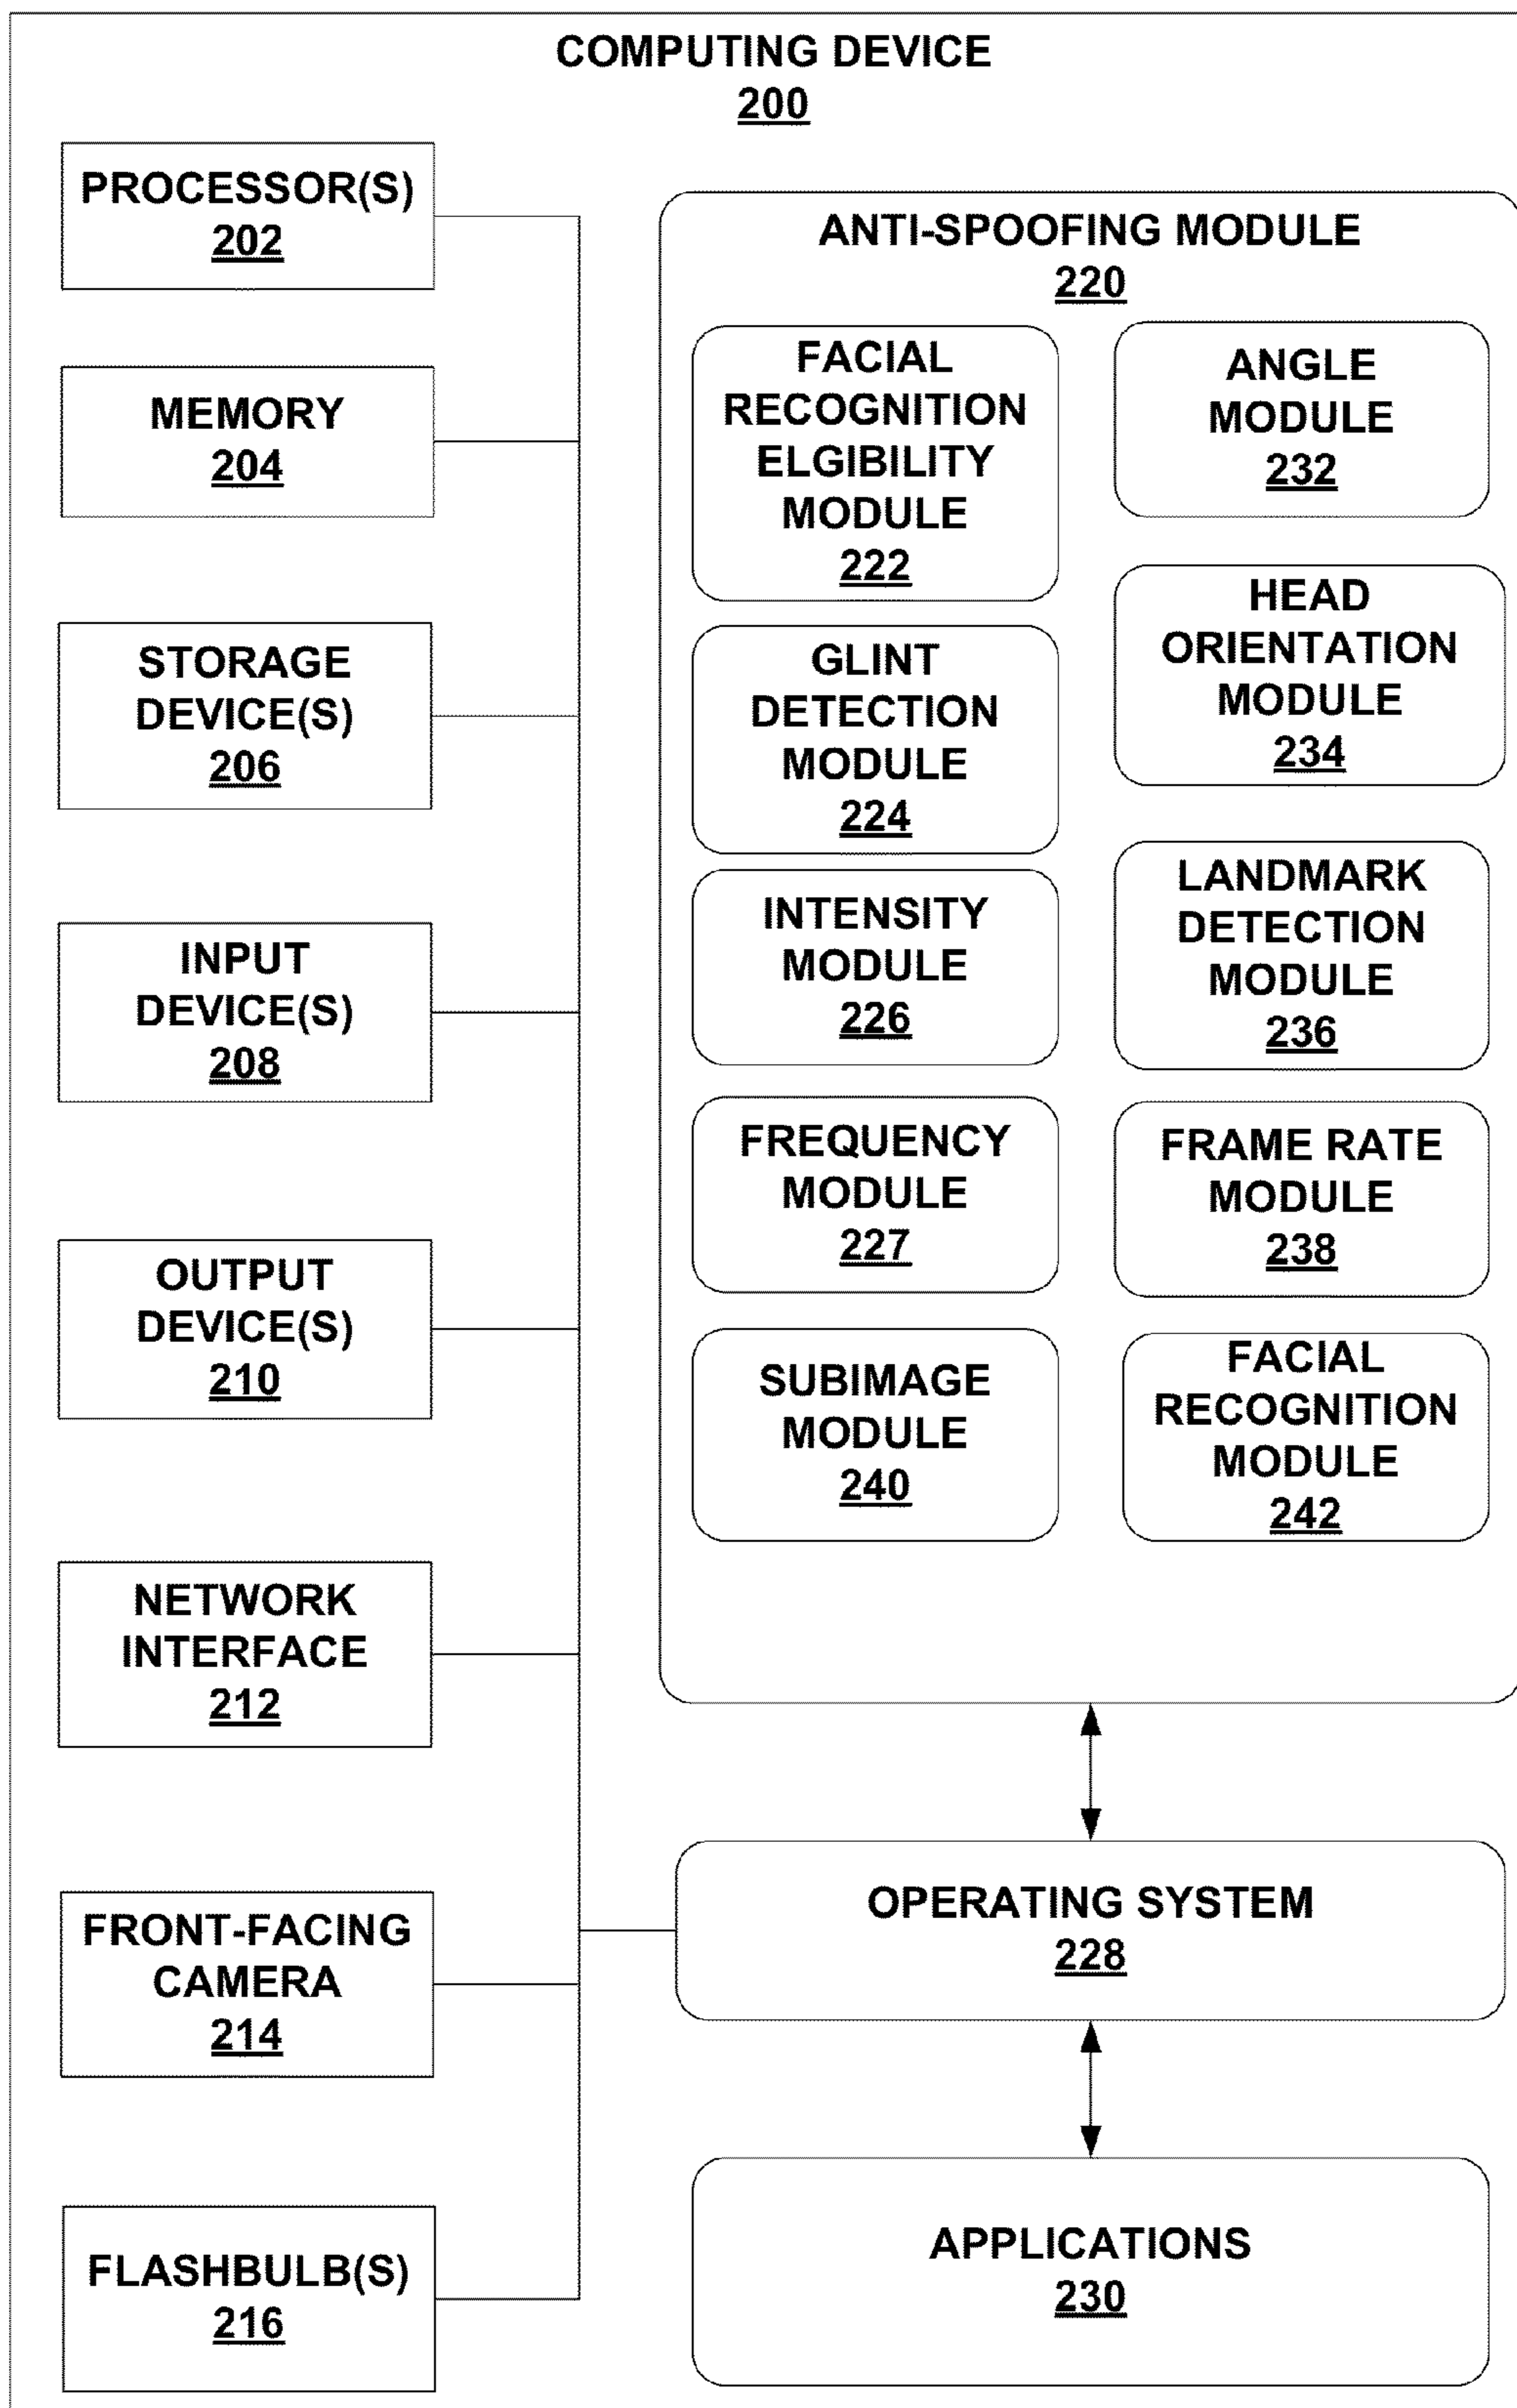 COMPUTING DEVICE
200
PROCESSOR(S)
202
MEMORY
204
STORAGE
DEVICE(S)
206
INPUT
DEVICE(S)
208
OUTPUT
DEVICE(S)
210
NETWORK
INTERFACE
212
FRONT-FACING
CAMERA
214
FLASHBULB(S)
216
ANTI-SPOOFING MODULE
220
FACIAL
RECOGNITION
ELGIBILITY
MODULE
222
GLINT
DETECTION
MODULE
224
INTENSITY
MODULE
226
FREQUENCY
MODULE
227
SUBIMAGE
MODULE
240
ANGLE
MODULE
232
HEAD
ORIENTATION
MODULE
234
LANDMARK
DETECTION
MODULE
236
FRAME RATE
MODULE
238
FACIAL
RECOGNITION
MODULE
242
OPERATING SYSTEM
228
APPLICATIONS
230